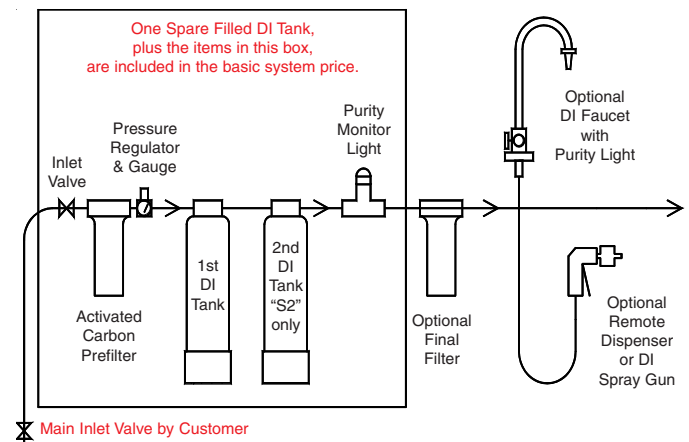 One Spare Filled DI Tank,
plus the items in this box,
are included in the basic system price.
Inlet
Valve
Pressure
Regulator
& Gauge
Purity
Monitor
Light
Optional
DI Faucet
with
Purity Light
1st
DI
Tank
2nd
DI
Tank
“S2”
only
Activated
Carbon
Prefilter
Optional
Final
Filter
Optional
Remote
Dispenser
or DI
Spray Gun
Main Inlet Valve by Customer